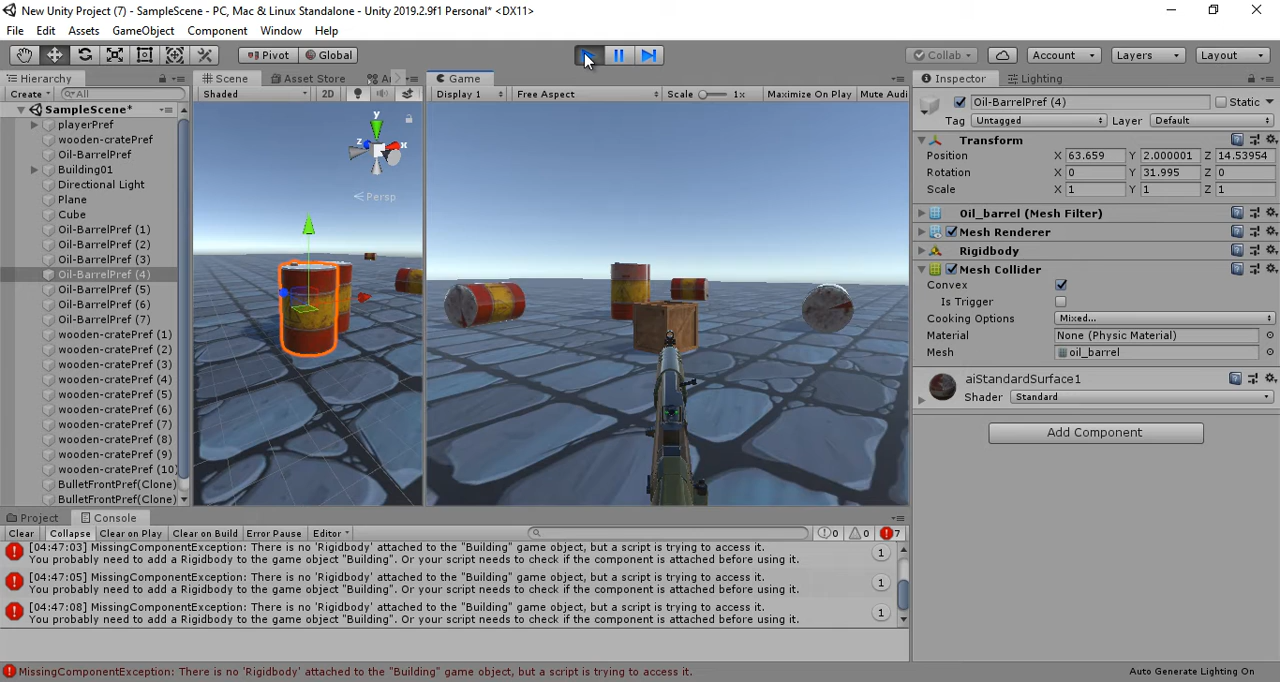 New Unity Project (7) - SampleScene - PC, Mac & Linux Standalone - Unity 2019.2.9f1 Personal* <DX11>
File Edit Assets GameObject Component Window Help
Pivot Global Collab Account Layers Layout
Hierarchy
Create All
SampleScene*
playerPref
wooden-cratePref
Oil-BarrelPref
Building01
Directional Light
Plane
Cube
Oil-BarrelPref (1)
Oil-BarrelPref (2)
Oil-BarrelPref (3)
Oil-BarrelPref (4)
Oil-BarrelPref (5)
Oil-BarrelPref (6)
Oil-BarrelPref (7)
wooden-cratePref (1)
wooden-cratePref (2)
wooden-cratePref (3)
wooden-cratePref (4)
wooden-cratePref (5)
wooden-cratePref (6)
wooden-cratePref (7)
wooden-cratePref (8)
wooden-cratePref (9)
wooden-cratePref (10)
BulletFrontPref(Clone)
BulletFrontPref(Clone)
Scene Asset Store
Shaded 2D
y
z x
Persp
Game
Display 1 Free Aspect Scale 1x Maximize On Play Mute Audi
Inspector Lighting
Oil-BarrelPref (4) Static
Tag Untagged Layer Default
Transform
Position X 63.659 Y 2.000001 Z 14.53954
Rotation X 0 Y 31.995 Z 0
Scale X 1 Y 1 Z 1
Oil_barrel (Mesh Filter)
Mesh Renderer
Rigidbody
Mesh Collider
Convex
Is Trigger
Cooking Options Mixed...
Material None (Physic Material)
Mesh oil_barrel
aiStandardSurface1
Shader Standard
Add Component
Project Console
Clear Collapse Clear on Play Clear on Build Error Pause Editor 0 0 7
[04:47:03] MissingComponentException: There is no 'Rigidbody' attached to the "Building" game object, but a script is trying to access it.
You probably need to add a Rigidbody to the game object "Building". Or your script needs to check if the component is attached before using it. 1
[04:47:05] MissingComponentException: There is no 'Rigidbody' attached to the "Building" game object, but a script is trying to access it.
You probably need to add a Rigidbody to the game object "Building". Or your script needs to check if the component is attached before using it. 1
[04:47:08] MissingComponentException: There is no 'Rigidbody' attached to the "Building" game object, but a script is trying to access it.
You probably need to add a Rigidbody to the game object "Building". Or your script needs to check if the component is attached before using it. 1
MissingComponentException: There is no 'Rigidbody' attached to the "Building" game object, but a script is trying to access it.
Auto Generate Lighting On